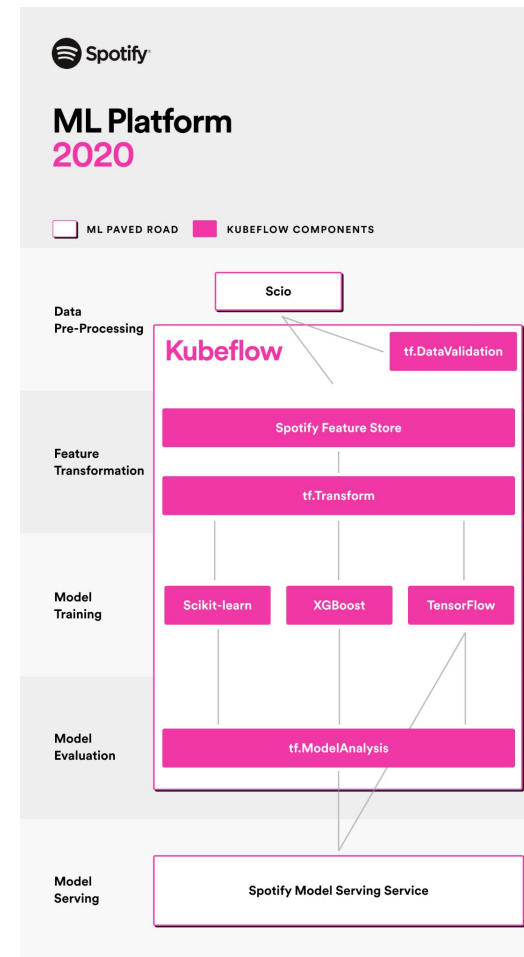 Spotify
ML Platform
2020
ML PAVED ROAD KUBEFLOW COMPONENTS
Data
Pre-Processing
Scio
Kubeflow
tf.DataValidation
Feature
Transformation
Spotify Feature Store
tf.Transform
Model
Training
Scikit-learn XGBoost TensorFlow
Model
Evaluation
tf.ModelAnalysis
Model
Serving
Spotify Model Serving Service